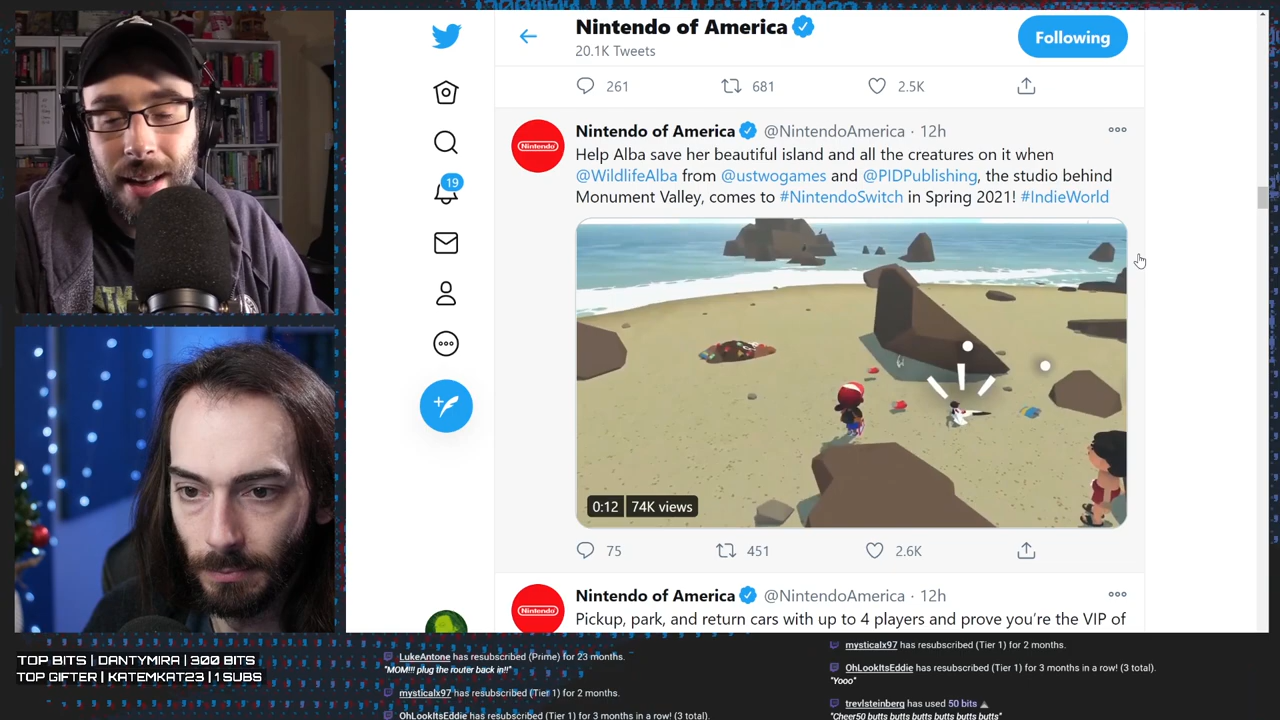 Nintendo of America
20.1K Tweets
Following
261 681 2.5K
Nintendo of America @NintendoAmerica · 12h
Nintendo
Help Alba save her beautiful island and all the creatures on it when
@WildlifeAlba from @ustwogames and @PIDPublishing, the studio behind
Monument Valley, comes to #NintendoSwitch in Spring 2021! #IndieWorld
19
0:12 74K views
75 451 2.6K
Nintendo of America @NintendoAmerica · 12h
Nintendo
Pickup, park, and return cars with up to 4 players and prove you're the VIP of
TOP BITS | DANTYMIRA | 300 BITS
TOP GIFTER | KATEMKAT23 | 1 SUBS
LukeAntone has resubscribed (Prime) for 23 months.
"MOM!!! plug the router back in!!"
mysticalx97 has resubscribed (Tier 1) for 2 months.
OhLookItsEddie has resubscribed (Tier 1) for 3 months in a row! (3 total).
mysticalx97 has resubscribed (Tier 1) for 2 months.
OhLookItsEddie has resubscribed (Tier 1) for 3 months in a row! (3 total).
"Yooo"
trevlsteinberg has used 50 bits
"Cheer50 butts butts butts butts butts butts"